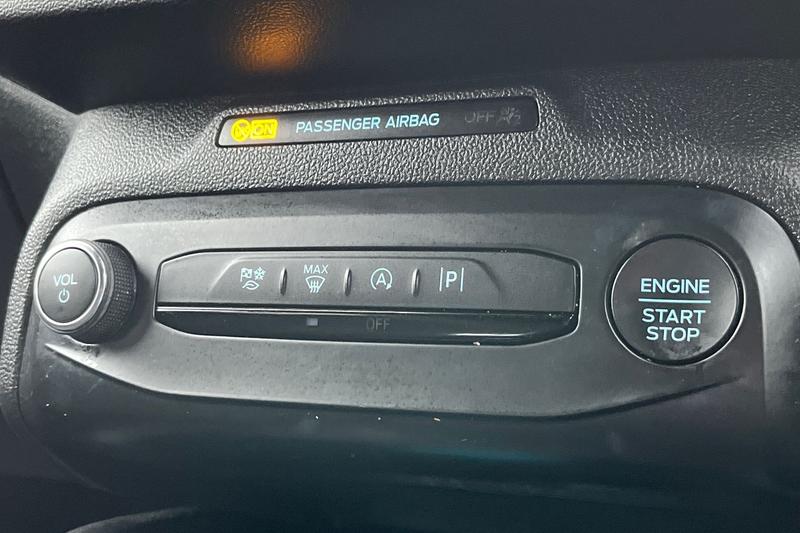 ON PASSENGER AIRBAG OFF
VOL
MAX
A
P
OFF
ENGINE
START
STOP